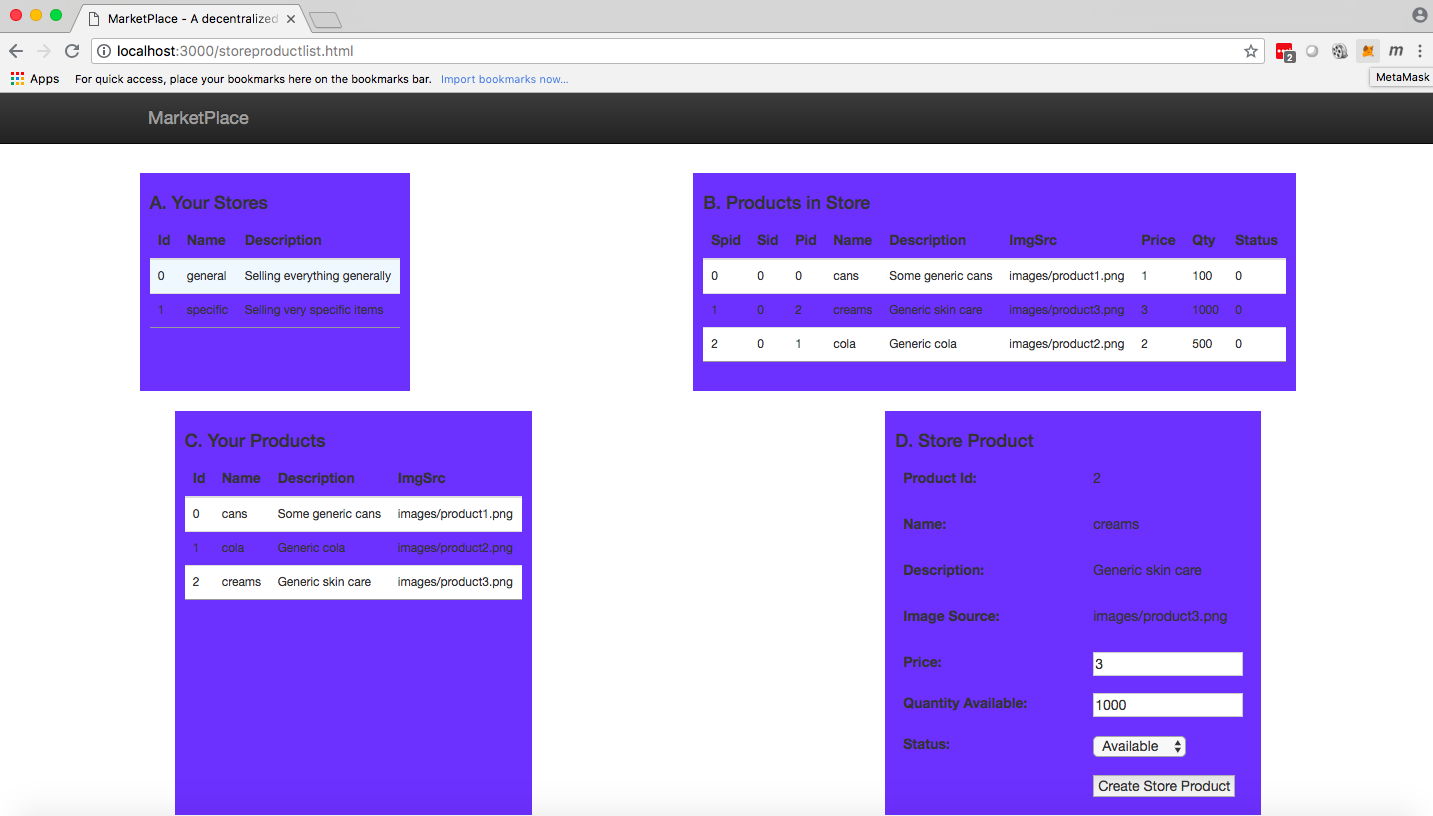 MarketPlace - A decentralized
localhost:3000/storeproductlist.html
2
m
Apps For quick access, place your bookmarks here on the bookmarks bar. Import bookmarks now...
MetaMask
MarketPlace
A. Your Stores
Id Name Description
0 general Selling everything generally
1 specific Selling very specific items
B. Products in Store
Spid Sid Pid Name Description ImgSrc Price Qty Status
0 0 0 cans Some generic cans images/product1.png 1 100 0
1 0 2 creams Generic skin care images/product3.png 3 1000 0
2 0 1 cola Generic cola images/product2.png 2 500 0
C. Your Products
Id Name Description ImgSrc
0 cans Some generic cans images/product1.png
1 cola Generic cola images/product2.png
2 creams Generic skin care images/product3.png
D. Store Product
Product Id: 2
Name: creams
Description: Generic skin care
Image Source: images/product3.png
Price: 3
Quantity Available: 1000
Status: Available
Create Store Product